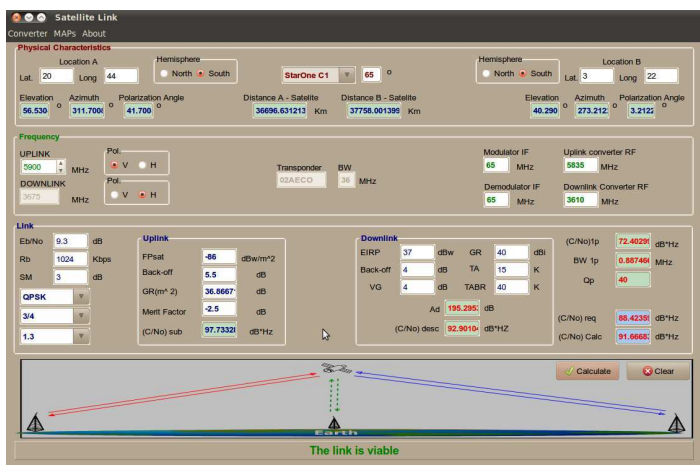 Satellite Link
Converter MAPs About
Physical Characteristics
Location A
Hemisphere
Lat. 20 Long 44
North South
StarOne C1 65 o
Hemisphere
Location B
North South
Lat. 3 Long 22
Elevation Azimuth Polarization Angle
56.530 o 311.700 o 41.700 o
Distance A - Satelite Distance B - Satelite
36696.631213 Km 37758.001399 Km
Elevation Azimuth Polarization Angle
40.290 o 273.212 o 3.2122 o
Frequency
UPLINK
Pol.
5900 MHz
V H
DOWNLINK
Pol.
3675 MHz
V H
Transponder BW
02AECO 36 MHz
Modulator IF Uplink converter RF
65 MHz 5835 MHz
Demodulator IF Downlink Converter RF
65 MHz 3610 MHz
Link
Eb/No 9.3 dB
Rb 1024 Kbps
SM 3 dB
QPSK
3/4
1.3
Uplink
FPsat -86 dBw/m^2
Back-off 5.5 dB
GR(m^ 2) 36.8667 dB
Merit Factor -2.5 dB
(C/No) sub 97.7332 dB*Hz
Downlink
EIRP 37 dBw GR 40 dBi
Back-off 4 dB TA 15 K
VG 4 dB TABR 40 K
Ad 195.295 dB
(C/No) desc 92.9010 dB*HZ
(C/No)1p 72.4029 dB*Hz
BW 1p 0.88746 MHz
Qp 40
(C/No) req 88.4235 dB*Hz
(C/No) Calc 91.6668 dB*Hz
Calculate Clear
Earth
The link is viable